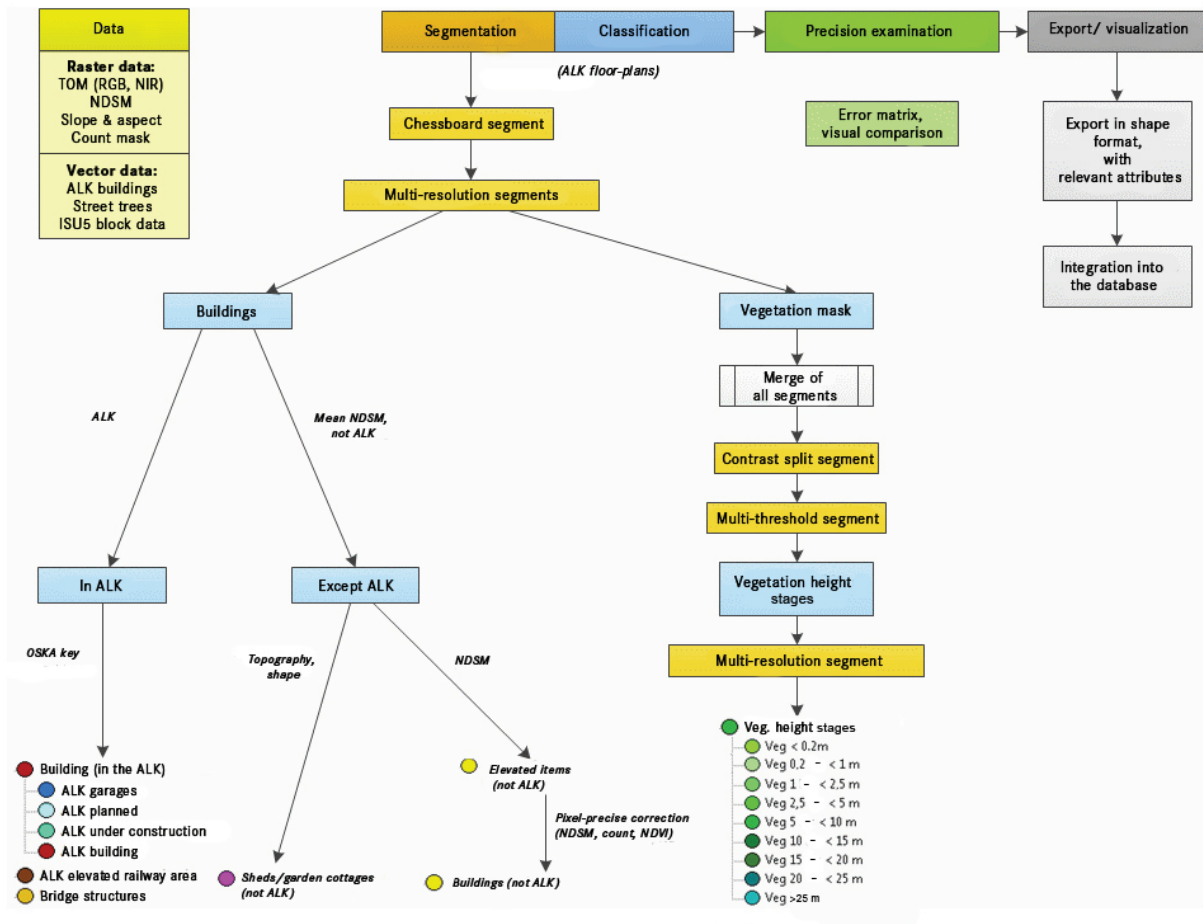 Data
Raster data:
TOM (RGB, NIR)
NDSM
Slope & aspect
Count mask
Vector data:
ALK buildings
Street trees
ISU5 block data
Segmentation
Classification
Precision examination
Export/ visualization
(ALK floor-plans)
Chessboard segment
Error matrix,
visual comparison
Export in shape
format,
with
relevant attributes
Multi-resolution segments
Integration into
the database
Buildings
Vegetation mask
Merge of
all segments
ALK
Mean NDSM,
not ALK
Contrast split segment
Multi-threshold segment
In ALK
Except ALK
Vegetation height
stages
OSKA key
Topography,
shape
NDSM
Multi-resolution segment
Building (in the ALK)
ALK garages
ALK planned
ALK under construction
ALK building
ALK elevated railway area
Bridge structures
Sheds/garden cottages
(not ALK)
Elevated items
(not ALK)
Pixel-precise correction
(NDSM, count, NDVI)
Buildings (not ALK)
Veg. height stages
Veg < 0.2m
Veg 0,2 - < 1 m
Veg 1 - < 2,5 m
Veg 2,5 - < 5 m
Veg 5 - < 10 m
Veg 10 - < 15 m
Veg 15 - < 20 m
Veg 20 - < 25 m
Veg >25 m